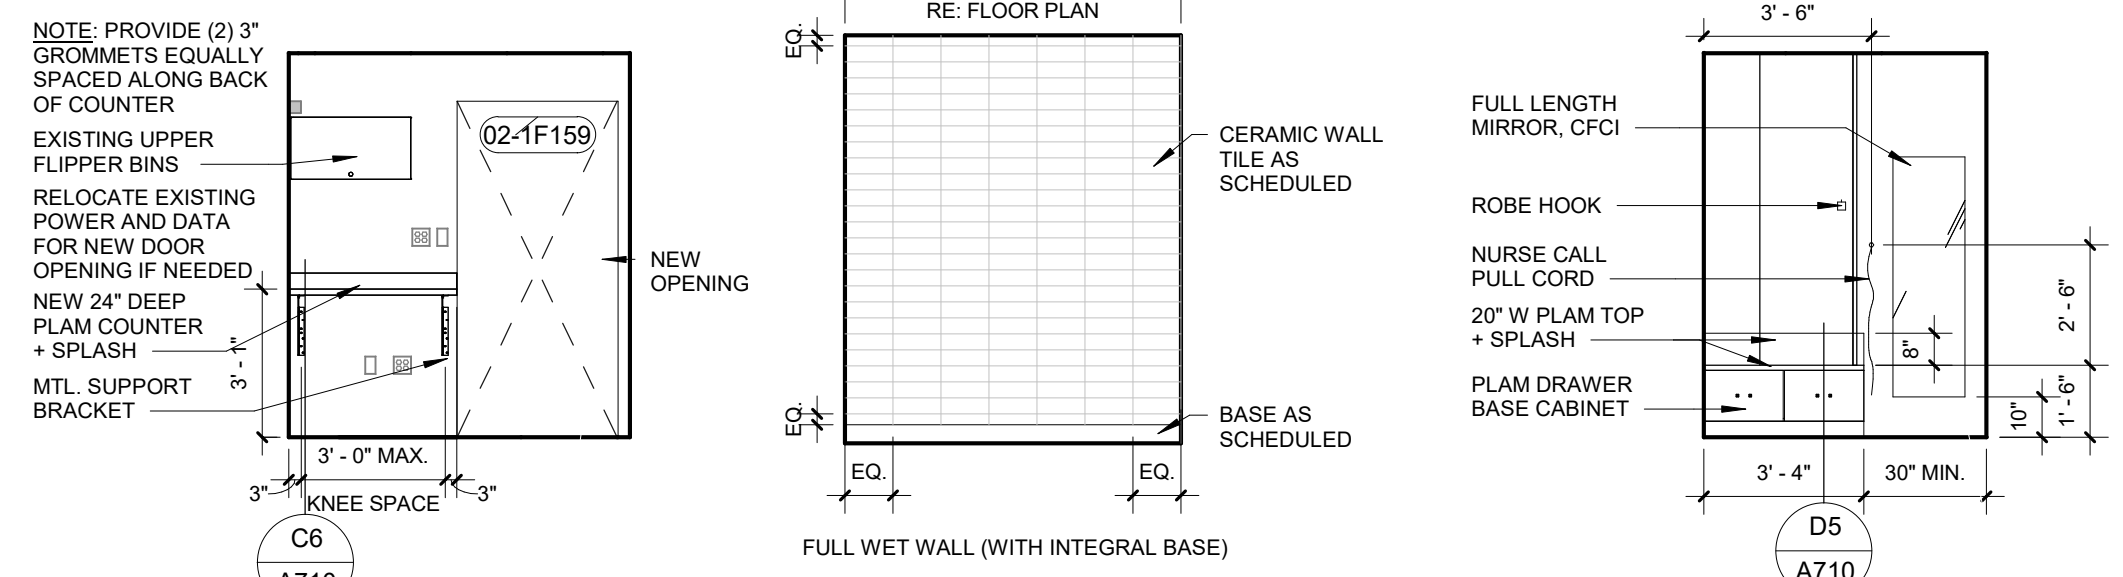 NOTE: PROVIDE (2) 3"
GROMMETS EQUALLY
SPACED ALONG BACK
OF COUNTER
EXISTING UPPER
FLIPPER BINS
RELOCATE EXISTING
POWER AND DATA
FOR NEW DOOR
OPENING IF NEEDED
NEW 24" DEEP
PLAM COUNTER
+ SPLASH
MTL. SUPPORT
BRACKET
3' - 1"
02-1F159
NEW
OPENING
3' - 0" MAX.
3"
KNEE SPACE
3"
C6
A710
RE: FLOOR PLAN
EQ.
CERAMIC WALL
TILE AS
SCHEDULED
EQ.
BASE AS
SCHEDULED
EQ.
EQ.
FULL WET WALL (WITH INTEGRAL BASE)
3' - 6"
FULL LENGTH
MIRROR, CFCI
ROBE HOOK
NURSE CALL
PULL CORD
20" W PLAM TOP
+ SPLASH
PLAM DRAWER
BASE CABINET
2' - 6"
8"
1' - 6"
10"
3' - 4"
30" MIN.
D5
A710